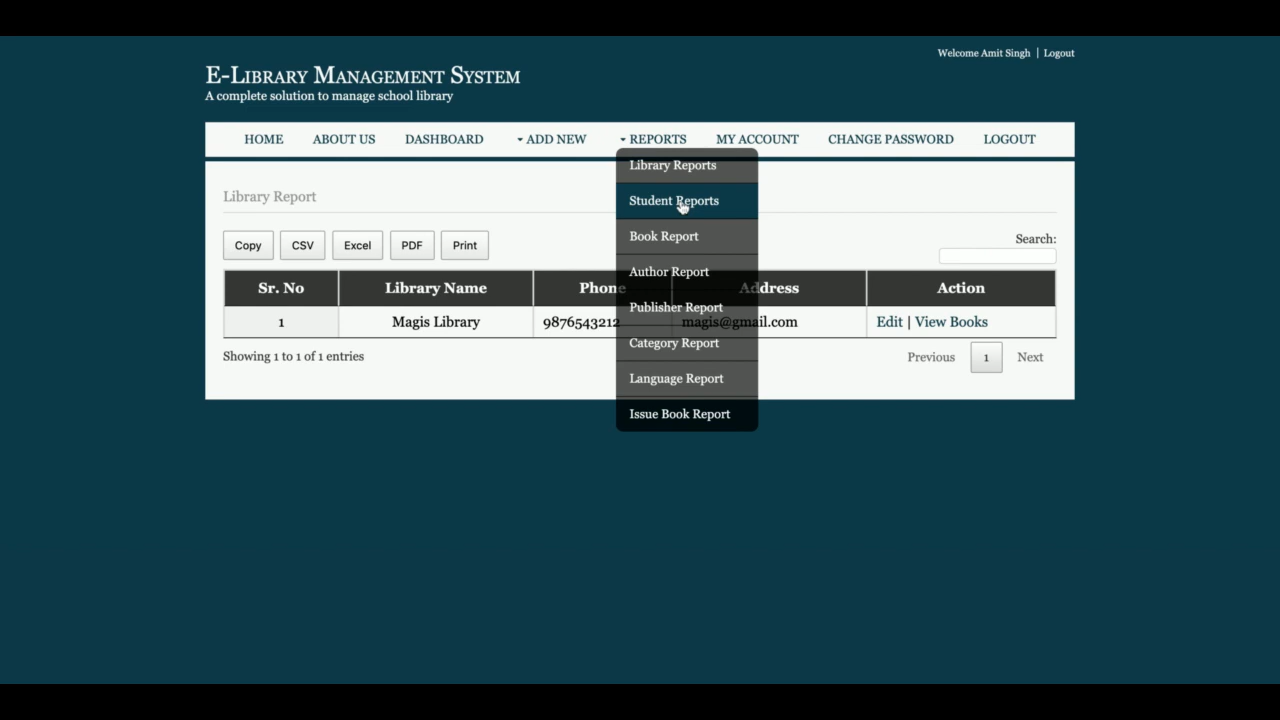 Welcome Amit Singh | Logout
E-Library Management System
A complete solution to manage school library
HOME ABOUT US DASHBOARD ADD NEW REPORTS MY ACCOUNT CHANGE PASSWORD LOGOUT
Library Reports
Student Reports
Book Report
Author Report
Publisher Report
Category Report
Language Report
Issue Book Report
Library Report
Copy CSV Excel PDF Print
Search:
Sr. No Library Name Phone Address Action
1 Magis Library 9876543212 magis@gmail.com Edit | View Books
Showing 1 to 1 of 1 entries
Previous 1 Next